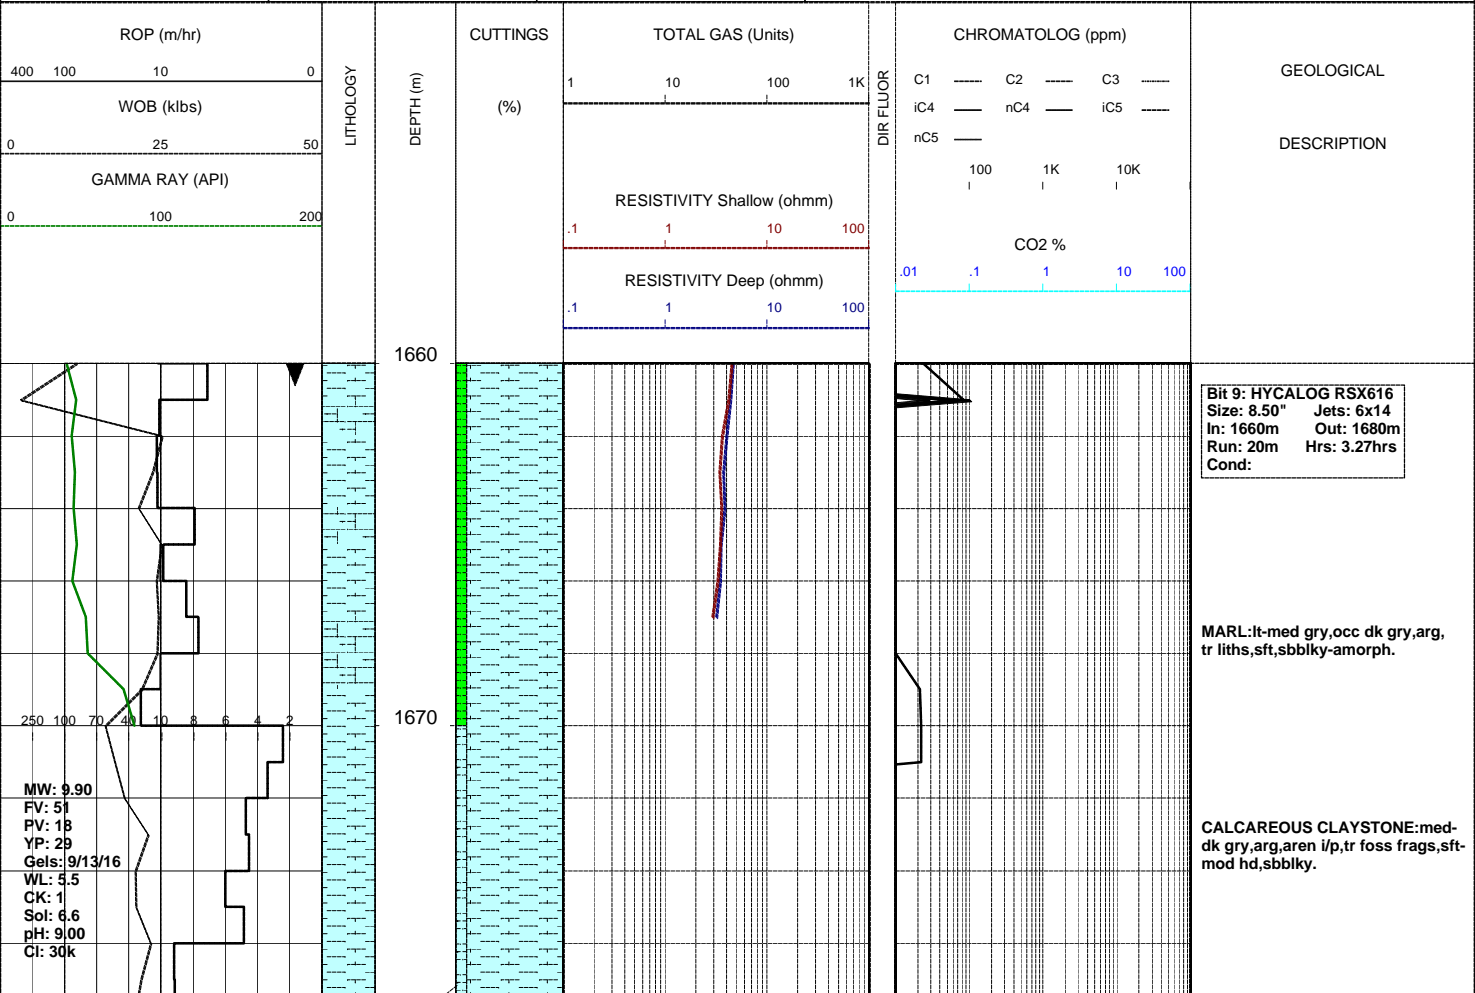 ROP (m/hr)
400 100 10 0
WOB (klbs)
0 25 50
GAMMA RAY (API)
0 100 200
LITHOLOGY
DEPTH (m)
CUTTINGS
(%)
TOTAL GAS (Units)
1 10 100 1K
RESISTIVITY Shallow (ohmm)
.1 1 10 100
RESISTIVITY Deep (ohmm)
.1 1 10 100
DIR FLUOR
CHROMATOLOG (ppm)
C1 C2 C3
iC4 nC4 iC5
nC5
100 1K 10K
CO2 %
.01 .1 1 10 100
GEOLOGICAL
DESCRIPTION
1660
Bit 9: HYCALOG RSX616
Size: 8.50" Jets: 6x14
In: 1660m Out: 1680m
Run: 20m Hrs: 3.27hrs
Cond:
MARL:lt-med gry,occ dk gry,arg,
tr liths,sft,sbblky-amorph.
250 100 70 40 10 8 6 4 2
1670
MW: 9.90
FV: 51
PV: 18
YP: 29
Gels: 9/13/16
WL: 5.5
CK: 1
Sol: 6.6
pH: 9.00
Cl: 30k
CALCAREOUS CLAYSTONE:med-
dk gry,arg,aren i/p,tr foss frags,sft-
mod hd,sbblky.